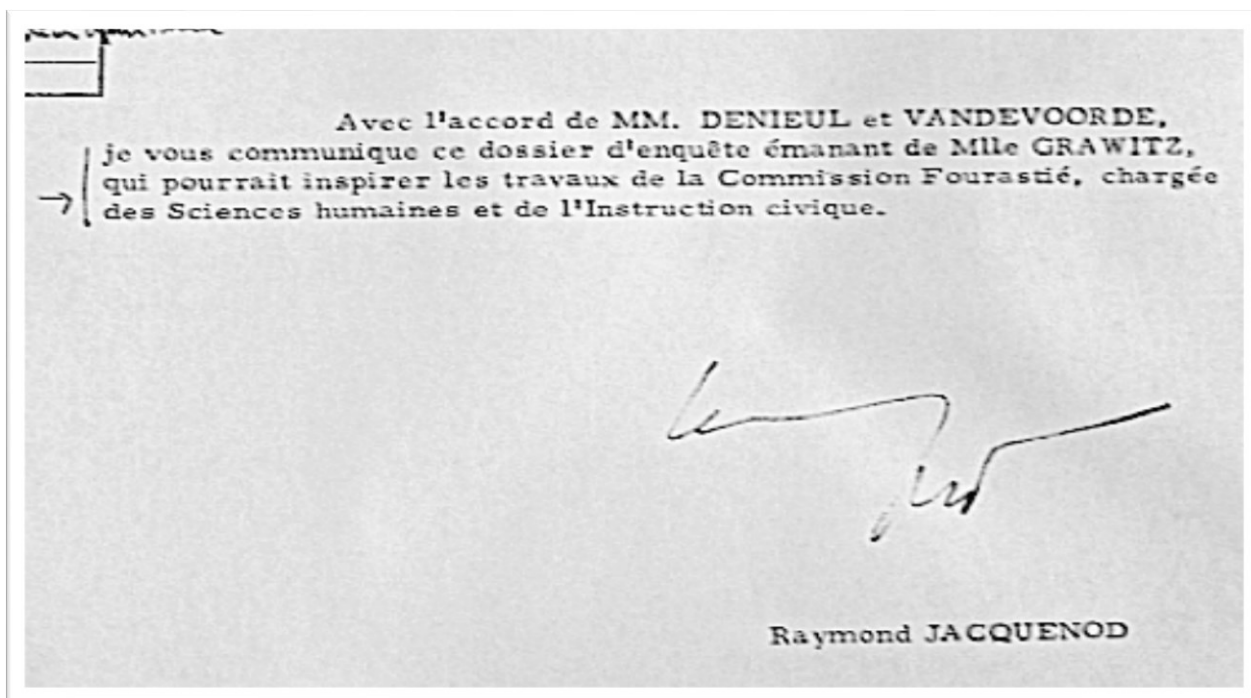 Avec l'accord de MM. DENIEUL et VANDEVOORDE,
je vous communique ce dossier d'enquête émanant de Mlle GRAWITZ,
qui pourrait inspirer les travaux de la Commission Fourastié, chargée
des Sciences humaines et de l'Instruction civique.
Raymond JACQUENOD